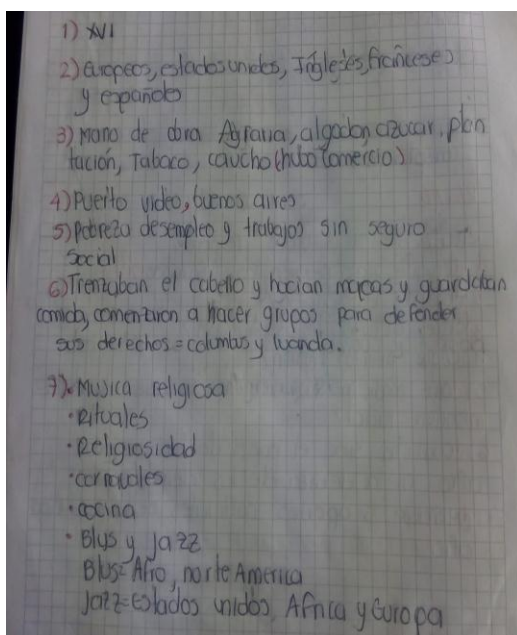 1) XVI
2) Europeos, estados unidos, Ingleses, franceses
y españoles
3) Mano de obra Agraria, algodon, azucar, plan
tación, Tabaco, caucho (hubo comercio)
4) Puerto video, buenos aires
5) Pobreza desempleo y trabajos sin seguro
social
6) Trenzaban el cabello y hacian mapas y guardaban
comida, comenzaron a hacer grupos para defender
sus derechos = columbus y luanda.
7). Musica religiosa
• Rituales
• Religiosidad
• carnavales
• cocina
• Blus y Jazz
Blus = Afro, norte America
Jazz = estados unidos, Africa y Europa